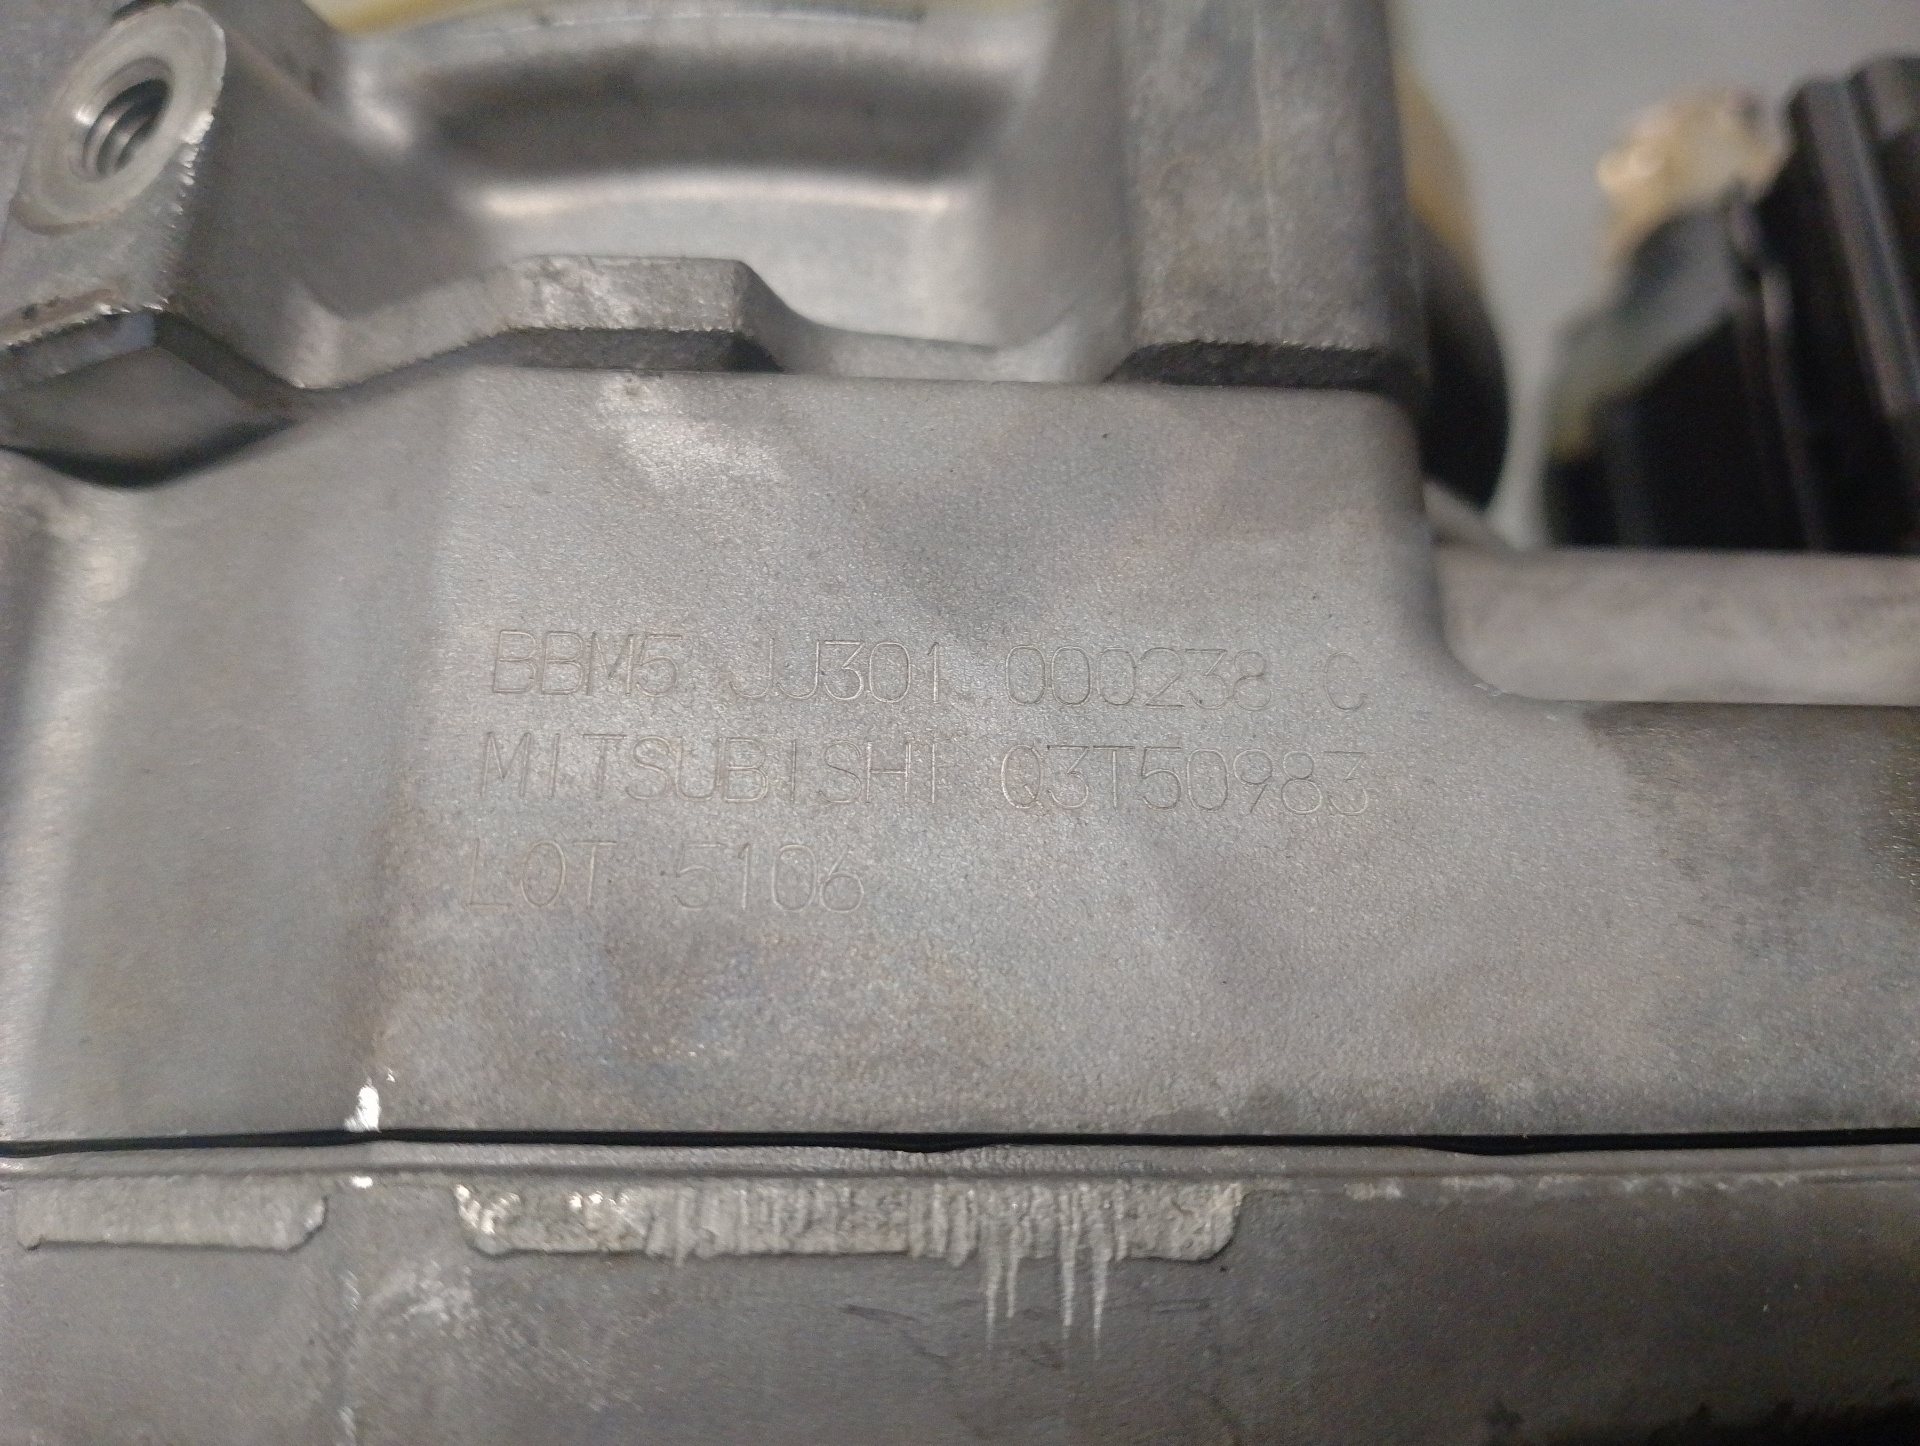 BBM5 JJ301 000238 C
MITSUBISHI Q3T50983
LOT 5106